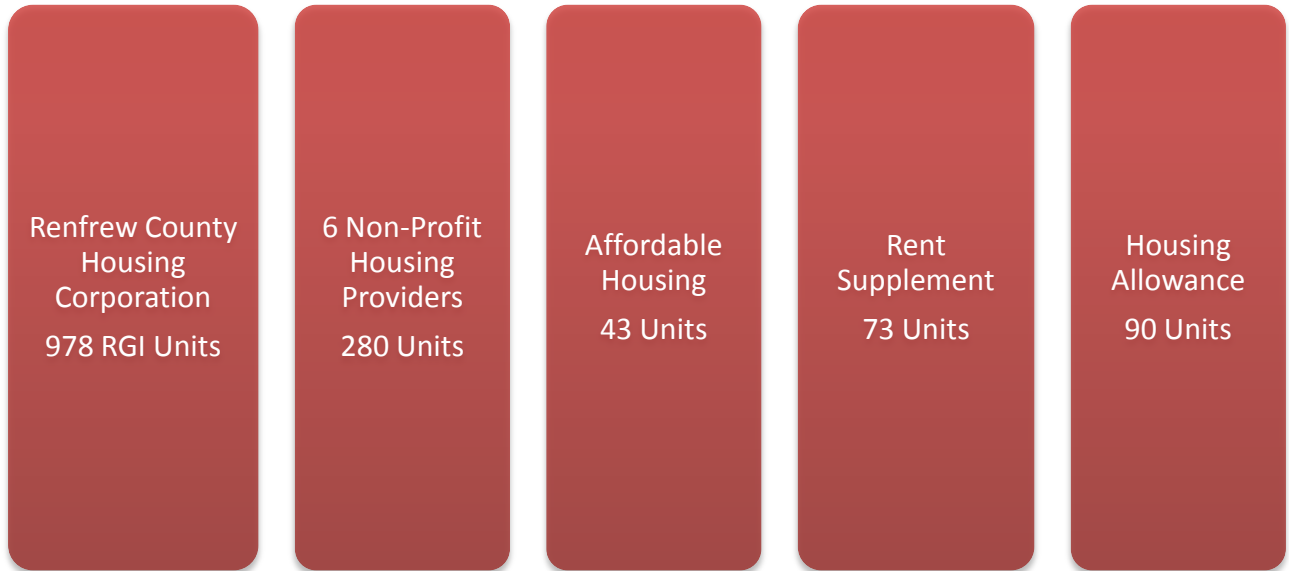 Renfrew County
Housing
Corporation
978 RGI Units
6 Non-Profit
Housing
Providers
280 Units
Affordable
Housing
43 Units
Rent
Supplement
73 Units
Housing
Allowance
90 Units